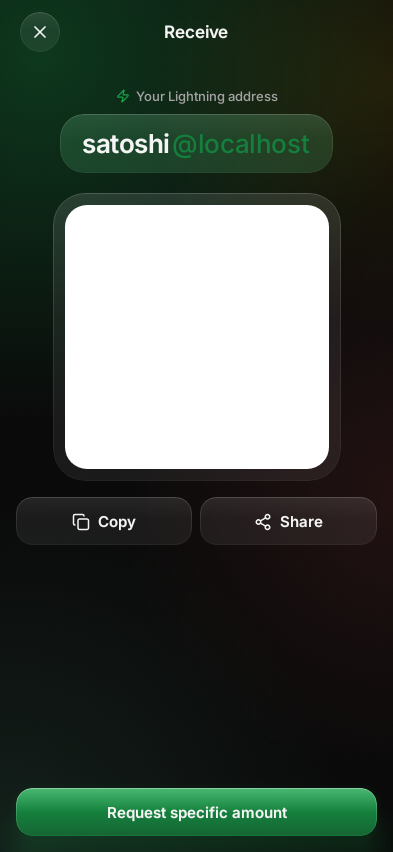 Receive
Your Lightning address
satoshi@localhost
Copy
Share
Request specific amount